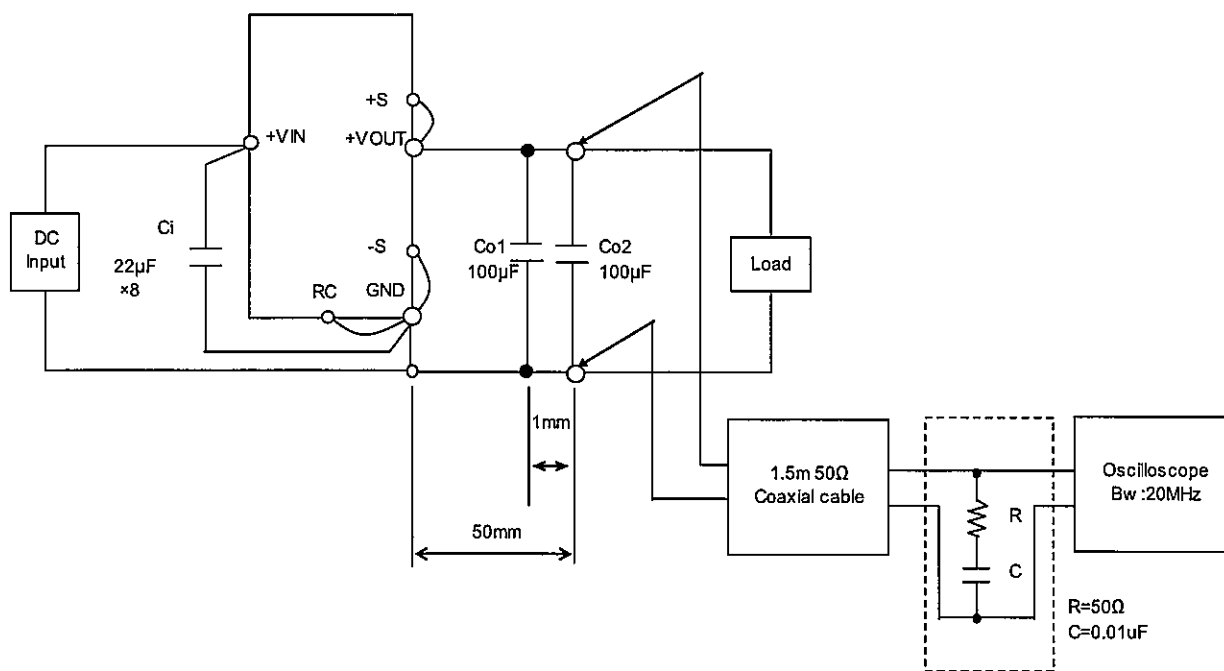 +S
+VIN
+VOUT
DC
Input
Ci
22µF
×8
-S
RC
GND
Co1
100µF
Co2
100µF
Load
1mm
50mm
1.5m 50Ω
Coaxial cable
R
C
Oscilloscope
Bw :20MHz
R=50Ω
C=0.01uF